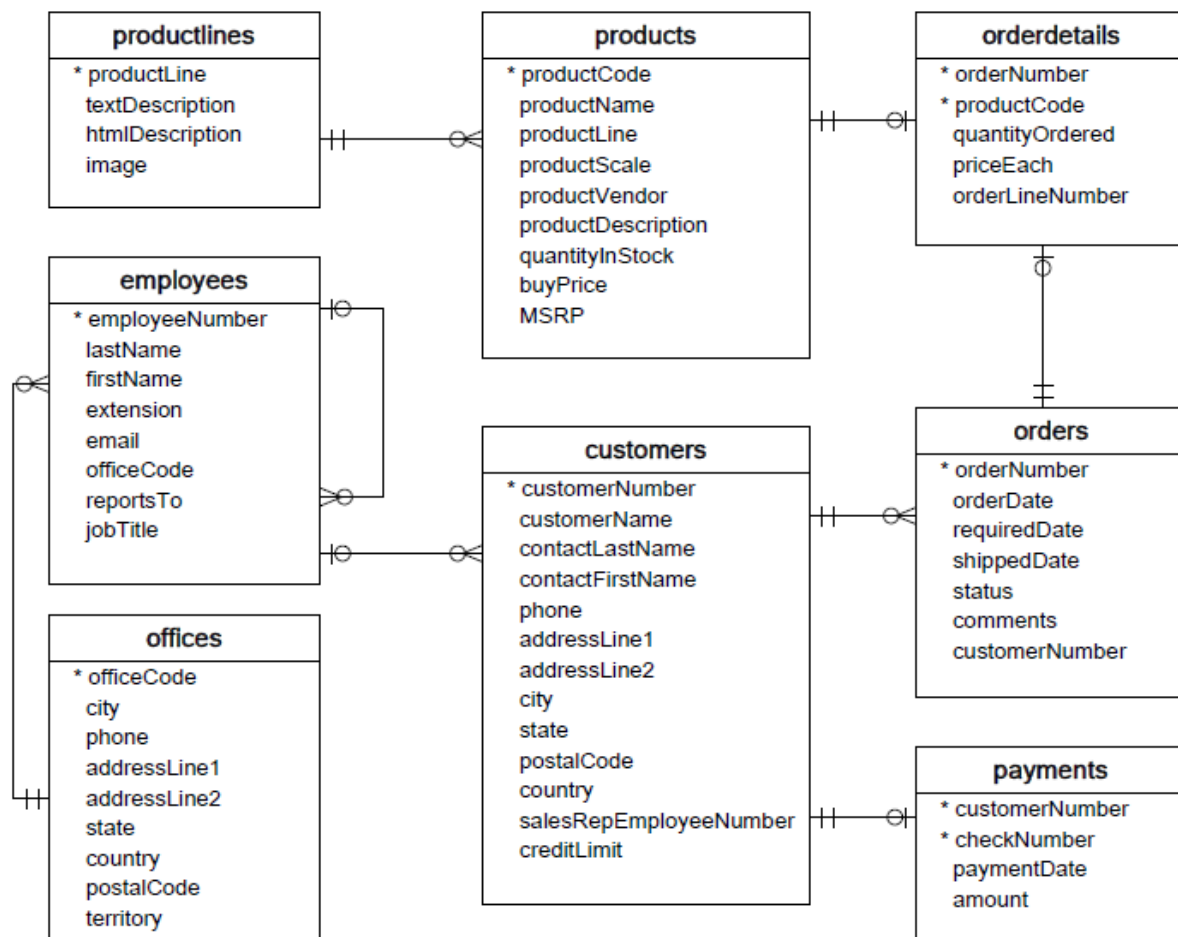 productlines
* productLine
textDescription
htmlDescription
image
products
* productCode
productName
productLine
productScale
productVendor
productDescription
quantityInStock
buyPrice
MSRP
orderdetails
* orderNumber
* productCode
quantityOrdered
priceEach
orderLineNumber
employees
* employeeNumber
lastName
firstName
extension
email
officeCode
reportsTo
jobTitle
customers
* customerNumber
customerName
contactLastName
contactFirstName
phone
addressLine1
addressLine2
city
state
postalCode
country
salesRepEmployeeNumber
creditLimit
orders
* orderNumber
orderDate
requiredDate
shippedDate
status
comments
customerNumber
offices
* officeCode
city
phone
addressLine1
addressLine2
state
country
postalCode
territory
payments
* customerNumber
* checkNumber
paymentDate
amount